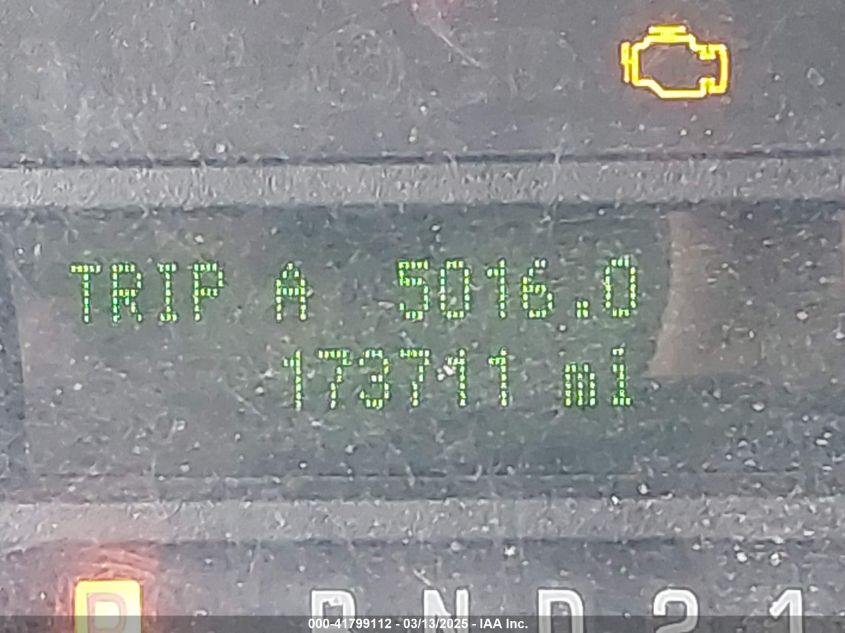 TRIP A 5016.0
173711 mi
P R N D 2 1
000-41799112 - 03/13/2025 - IAA Inc.